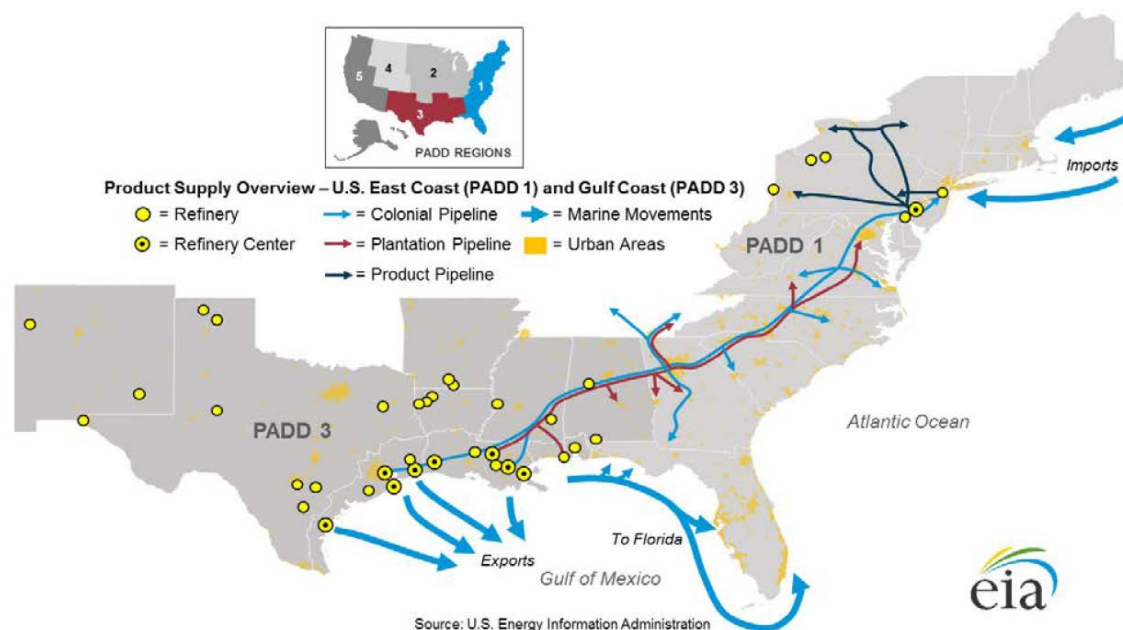 5
4
2
1
3
PADD REGIONS
Product Supply Overview – U.S. East Coast (PADD 1) and Gulf Coast (PADD 3)
= Refinery
= Colonial Pipeline
= Marine Movements
= Refinery Center
= Plantation Pipeline
= Urban Areas
= Product Pipeline
Imports
PADD 1
PADD 3
Atlantic Ocean
To Florida
Exports
Gulf of Mexico
eia
Source: U.S. Energy Information Administration